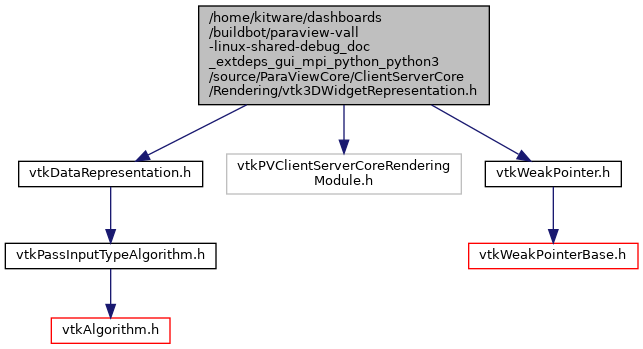 /home/kitware/dashboards
/buildbot/paraview-vall
-linux-shared-debug_doc
_extdeps_gui_mpi_python_python3
/source/ParaViewCore/ClientServerCore
/Rendering/vtk3DWidgetRepresentation.h
vtkDataRepresentation.h
vtkPVClientServerCoreRendering
Module.h
vtkWeakPointer.h
vtkPassInputTypeAlgorithm.h
vtkWeakPointerBase.h
vtkAlgorithm.h